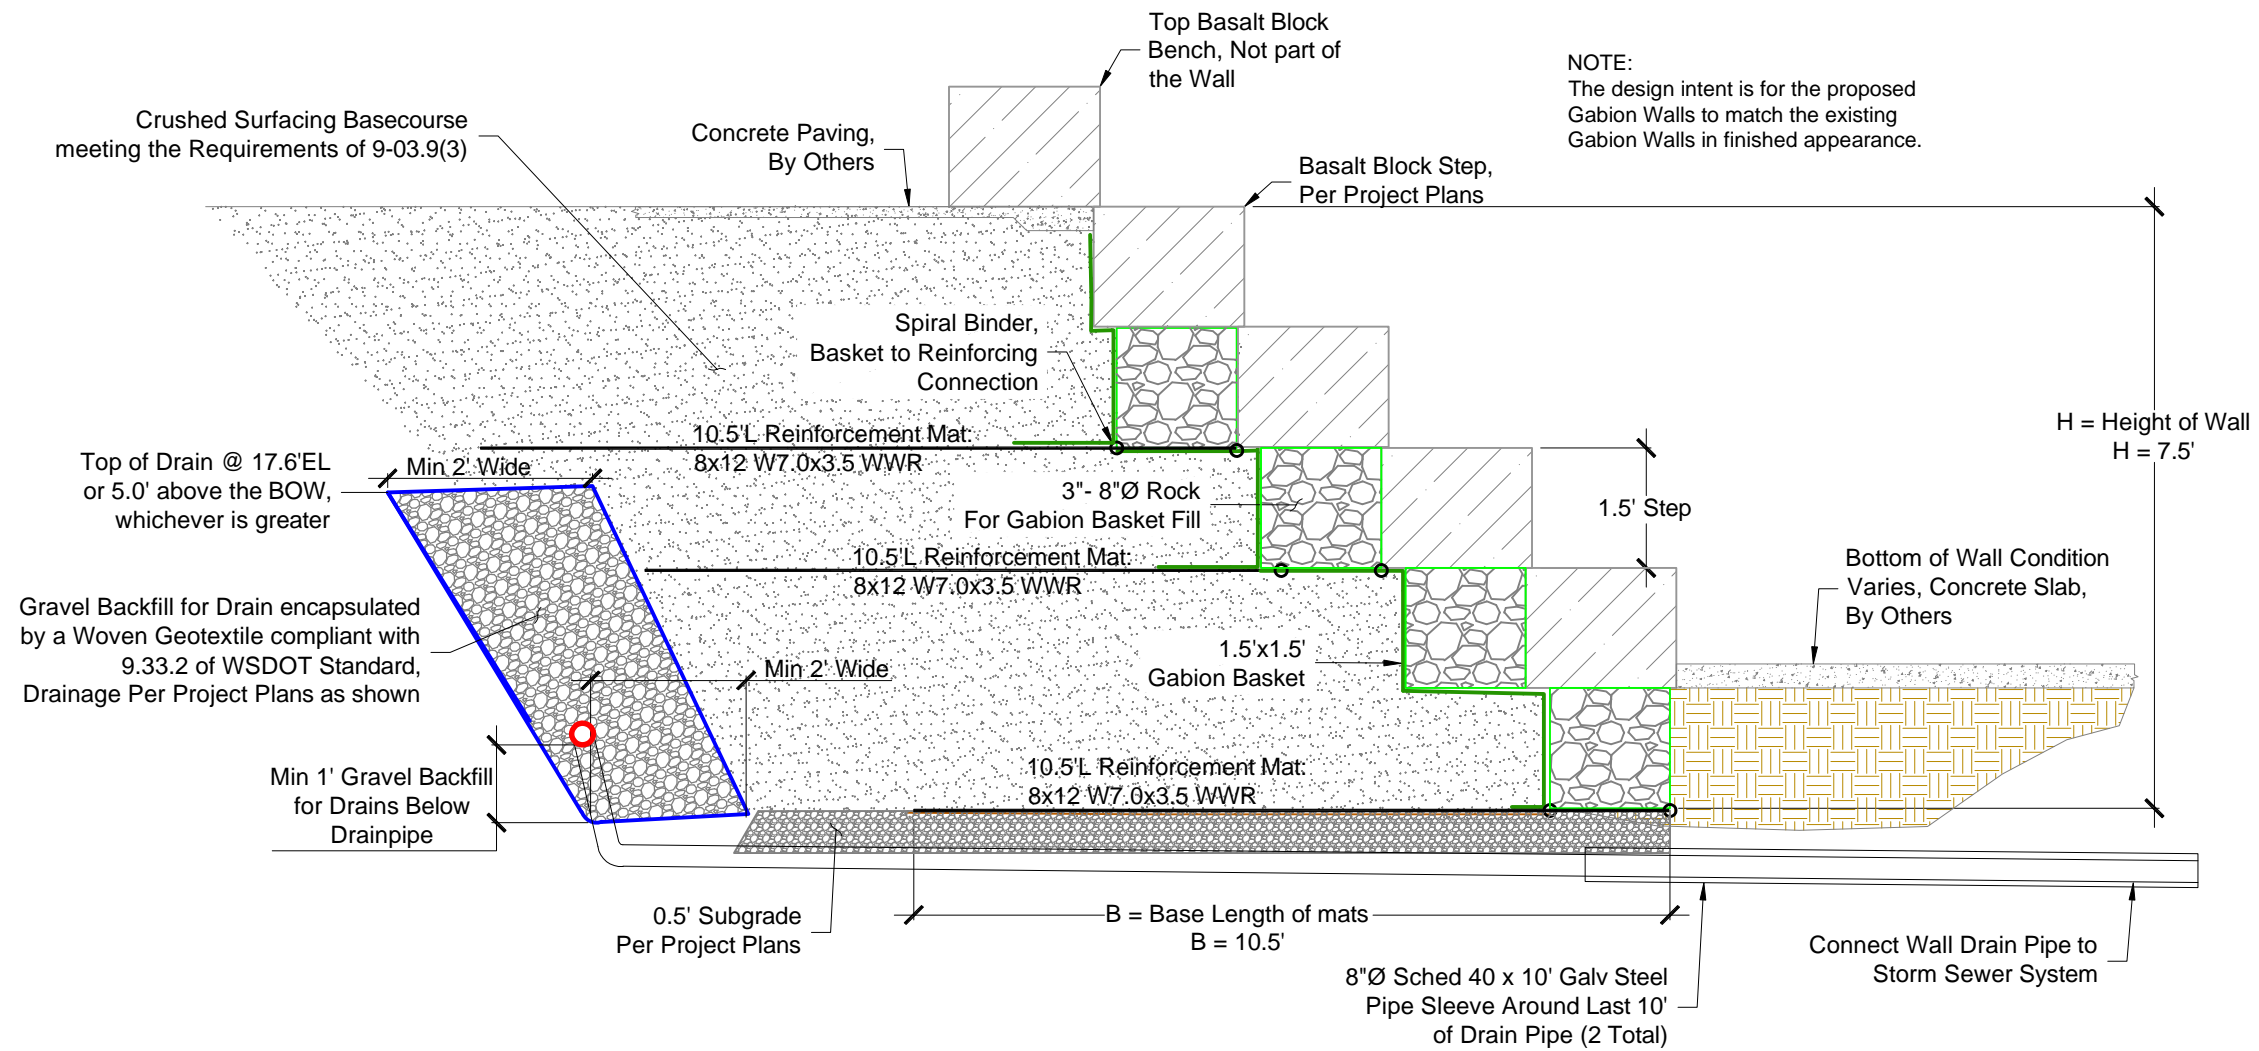 Top Basalt Block
Bench, Not part of
the Wall
NOTE:
The design intent is for the proposed
Gabion Walls to match the existing
Gabion Walls in finished appearance.
Crushed Surfacing Basecourse
meeting the Requirements of 9-03.9(3)
Concrete Paving,
By Others
Basalt Block Step,
Per Project Plans
Spiral Binder,
Basket to Reinforcing
Connection
H = Height of Wall
H = 7.5'
10.5'L Reinforcement Mat:
8x12 W7.0x3.5 WWR
Top of Drain @ 17.6'EL
or 5.0' above the BOW,
whichever is greater
Min 2' Wide
3"- 8"Ø Rock
For Gabion Basket Fill
1.5' Step
10.5'L Reinforcement Mat:
8x12 W7.0x3.5 WWR
Bottom of Wall Condition
Varies, Concrete Slab,
By Others
Gravel Backfill for Drain encapsulated
by a Woven Geotextile compliant with
9.33.2 of WSDOT Standard,
Drainage Per Project Plans as shown
Min 2' Wide
1.5'x1.5'
Gabion Basket
Min 1' Gravel Backfill
for Drains Below
Drainpipe
10.5'L Reinforcement Mat:
8x12 W7.0x3.5 WWR
0.5' Subgrade
Per Project Plans
B = Base Length of mats
B = 10.5'
8"Ø Sched 40 x 10' Galv Steel
Pipe Sleeve Around Last 10'
of Drain Pipe (2 Total)
Connect Wall Drain Pipe to
Storm Sewer System